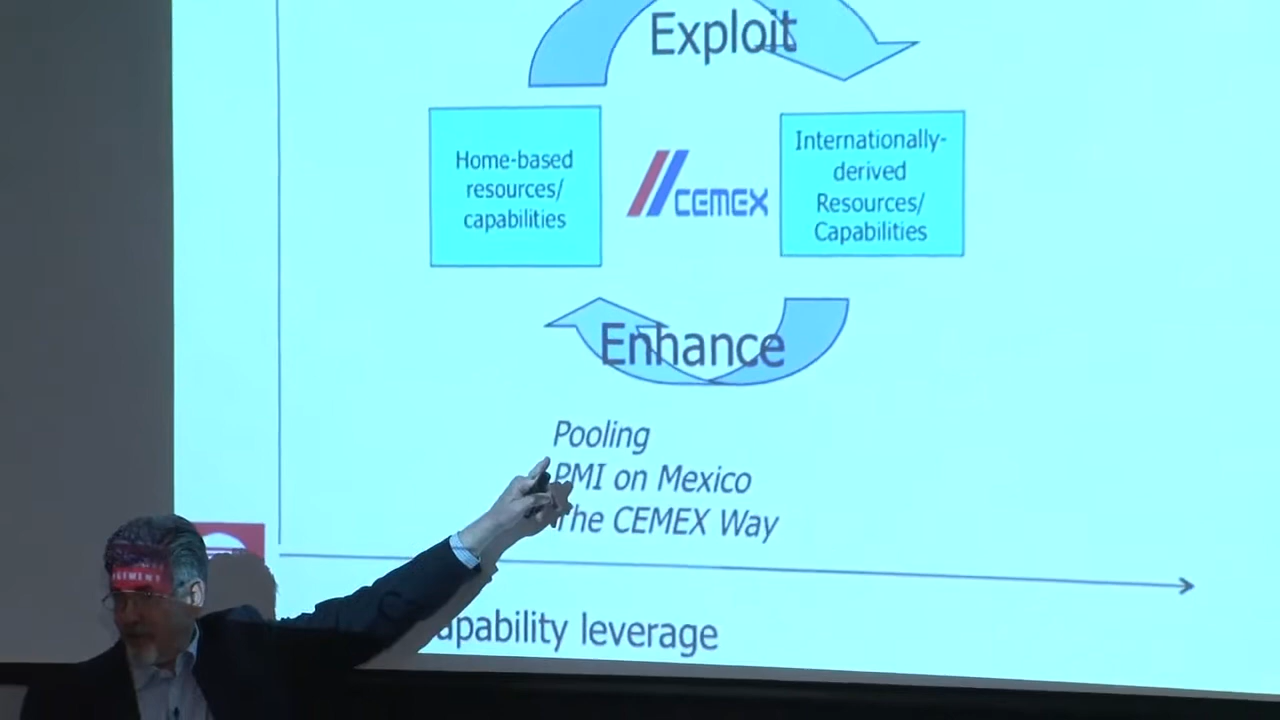 Exploit
Home-based
resources/
capabilities
CEMEX
Internationally-
derived
Resources/
Capabilities
Enhance
Pooling
PMI on Mexico
The CEMEX Way
leverage